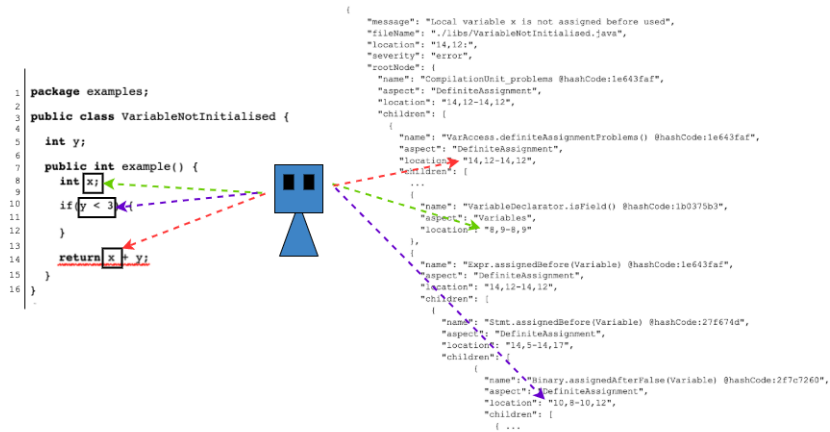 1 package examples;
2
3 public class VariableNotInitialised {
4
5 int y;
6
7 public int example() {
8 int x;
9
10 if(y < 3) {
11
12 }
13
14 return x + y;
15 }
16 }
{
"message": "Local variable x is not assigned before used",
"fileName": "./libs/VariableNotInitialised.java",
"location": "14,12:",
"severity": "error",
"rootNode": {
"name": "CompilationUnit_problems @hashCode:1e643faf",
"aspect": "DefiniteAssignment",
"location": "14,12-14,12",
"children": [
{
"name": "VarAccess.definiteAssignmentProblems() @hashCode:1e643faf",
"aspect": "DefiniteAssignment",
"location": "14,12-14,12",
"children": [
...
{
"name": "VariableDeclarator.isField() @hashCode:1b0375b3",
"aspect": "Variables",
"location": "8,9-8,9"
},
{
"name": "Expr.assignedBefore(Variable) @hashCode:1e643faf",
"aspect": "DefiniteAssignment",
"location": "14,12-14,12",
"children": [
{
"name": "Stmt.assignedBefore(Variable) @hashCode:27f674d",
"aspect": "DefiniteAssignment",
"location": "14,5-14,17",
"children": [
{
"name": "Binary.assignedAfterFalse(Variable) @hashCode:2f7c7260",
"aspect": "DefiniteAssignment",
"location": "10,8-10,12",
"children": [
{ ...